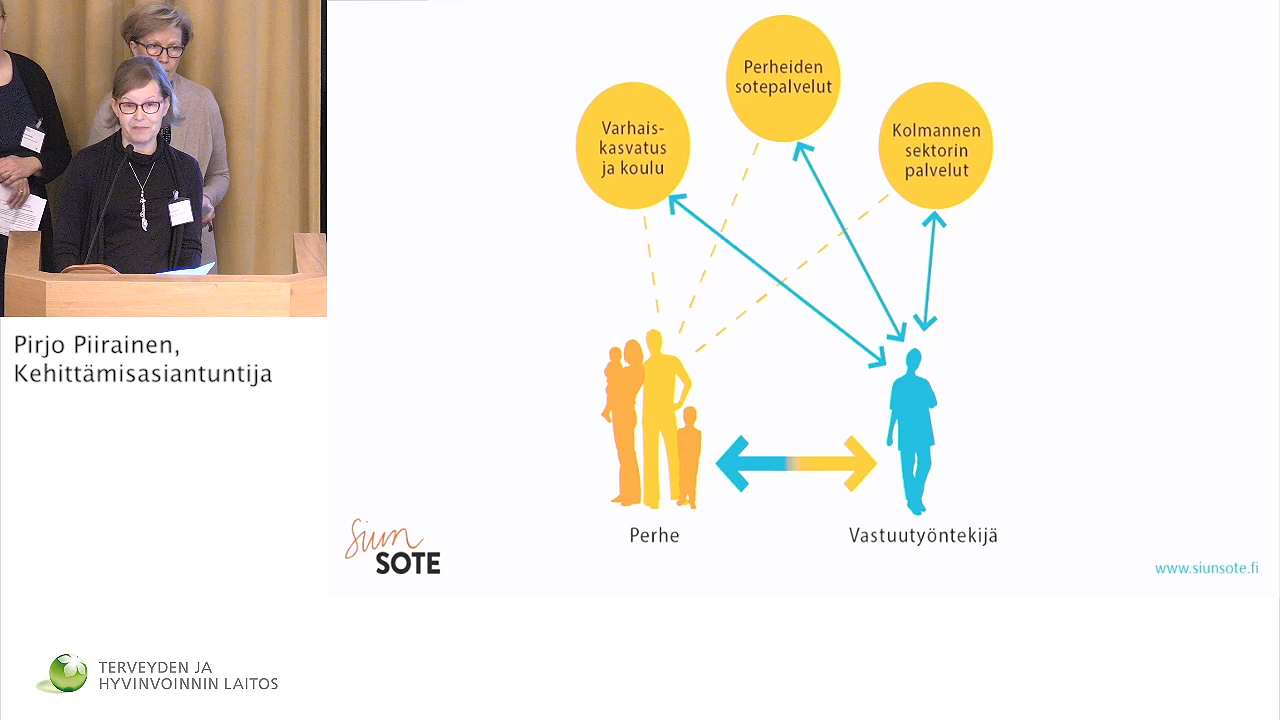 Perheiden
sotepalvelut
Varhais-
kasvatus
ja koulu
Kolmannen
sektorin
palvelut
Pirjo Piirainen,
Kehittämisasiantuntija
Perhe
Vastuutyöntekijä
Siun
SOTE
www.siunsote.fi
TERVEYDEN JA
HYVINVOINNIN LAITOS